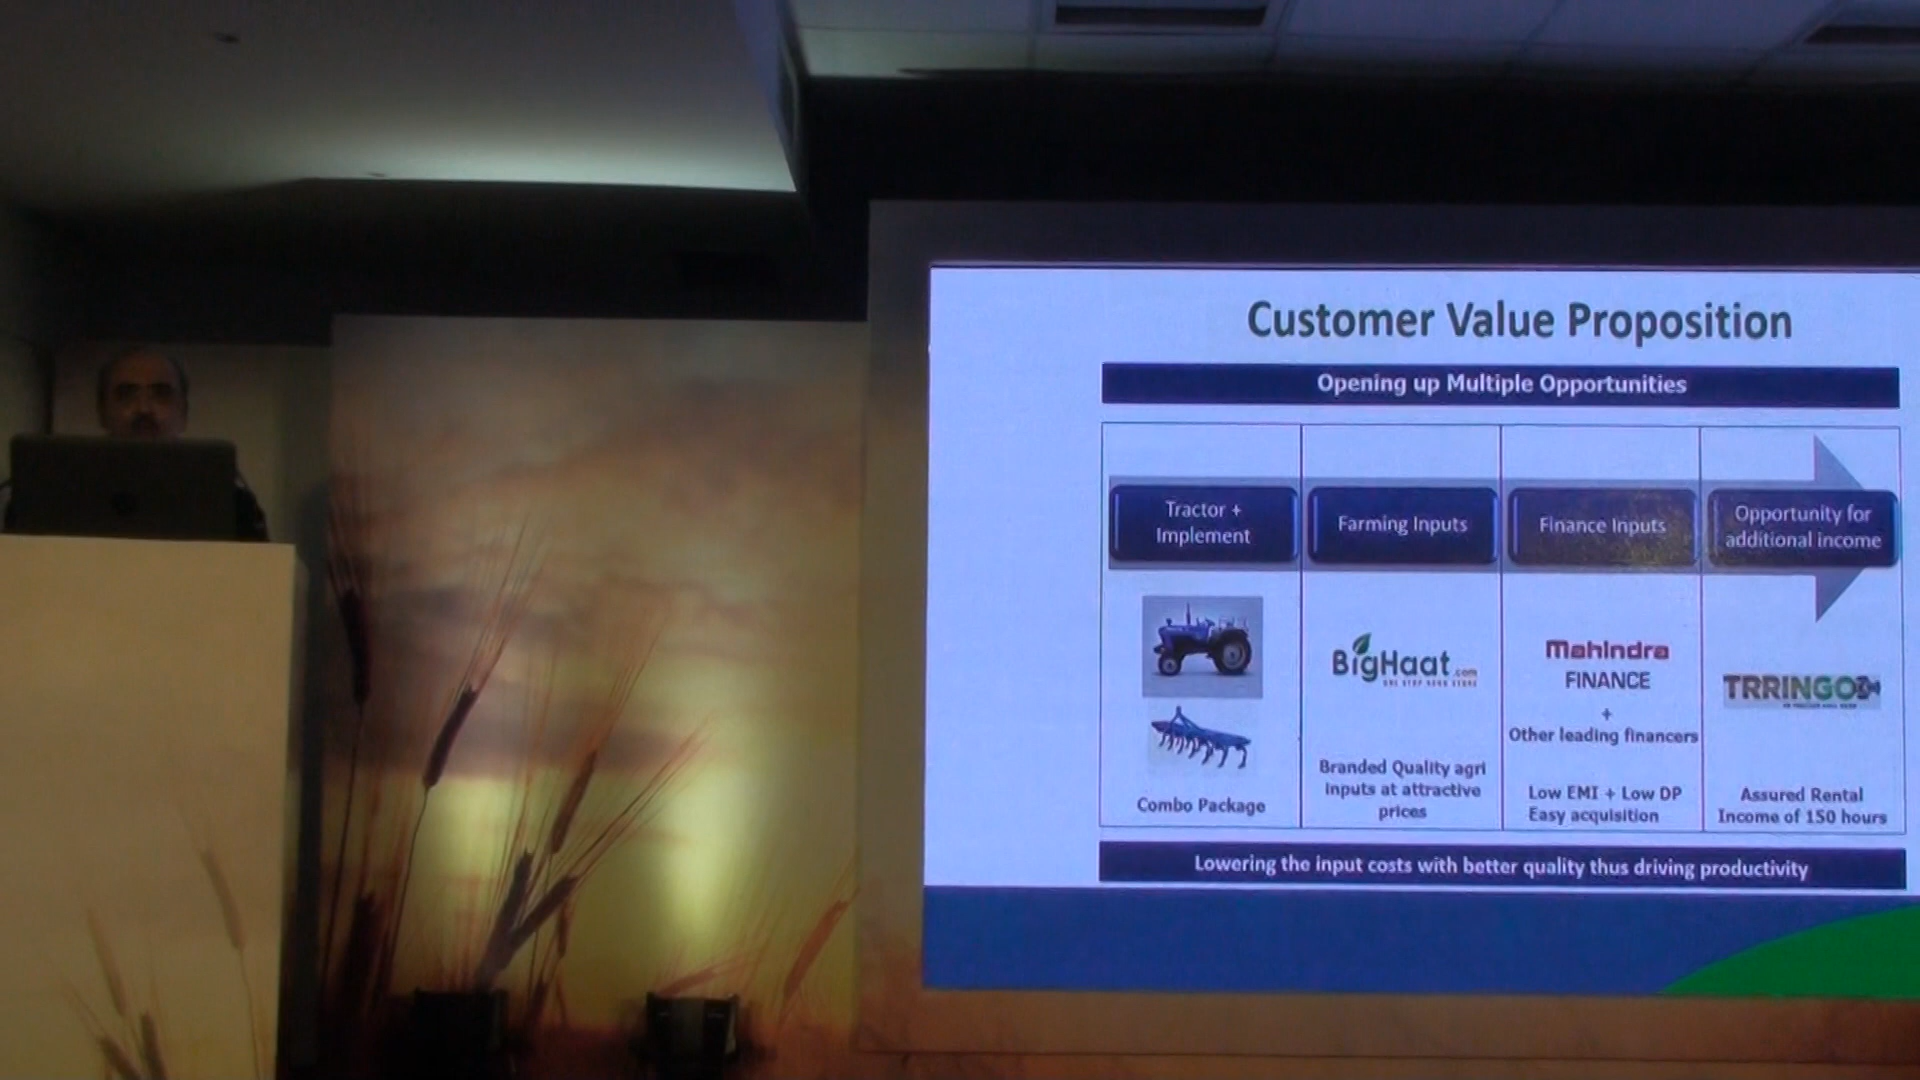 Customer Value Proposition
Opening up Multiple Opportunities
Tractor +
Implement
Farming Inputs
Finance Inputs
Opportunity for
additional income
BigHaat.com
Mahindra
FINANCE
+
Other leading financers
TRRINGO
Combo Package
Branded Quality agri
inputs at attractive
prices
Low EMI + Low DP
Easy acquisition
Assured Rental
Income of 150 hours
Lowering the input costs with better quality thus driving productivity